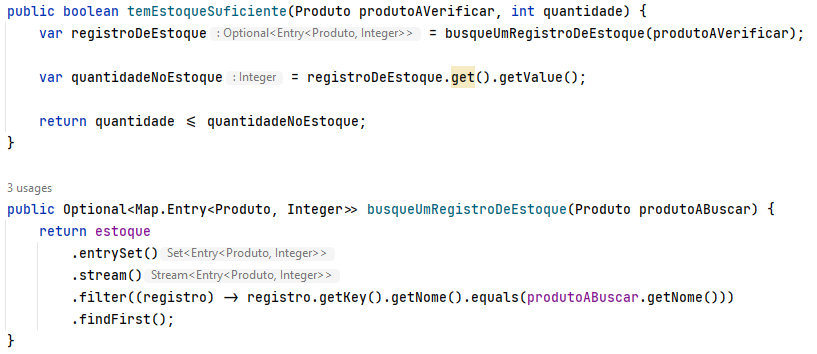 public boolean temEstoqueSuficiente(Produto produtoAVerificar, int quantidade) {
    var registroDeEstoque : Optional<Entry<Produto, Integer>> = busqueUmRegistroDeEstoque(produtoAVerificar);
    var quantidadeNoEstoque : Integer = registroDeEstoque.get().getValue();
    return quantidade <= quantidadeNoEstoque;
}
3 usages
public Optional<Map.Entry<Produto, Integer>> busqueUmRegistroDeEstoque(Produto produtoABuscar) {
    return estoque
        .entrySet() Set<Entry<Produto, Integer>>
        .stream() Stream<Entry<Produto, Integer>>
        .filter((registro) -> registro.getKey().getNome().equals(produtoABuscar.getNome()))
        .findFirst();
}